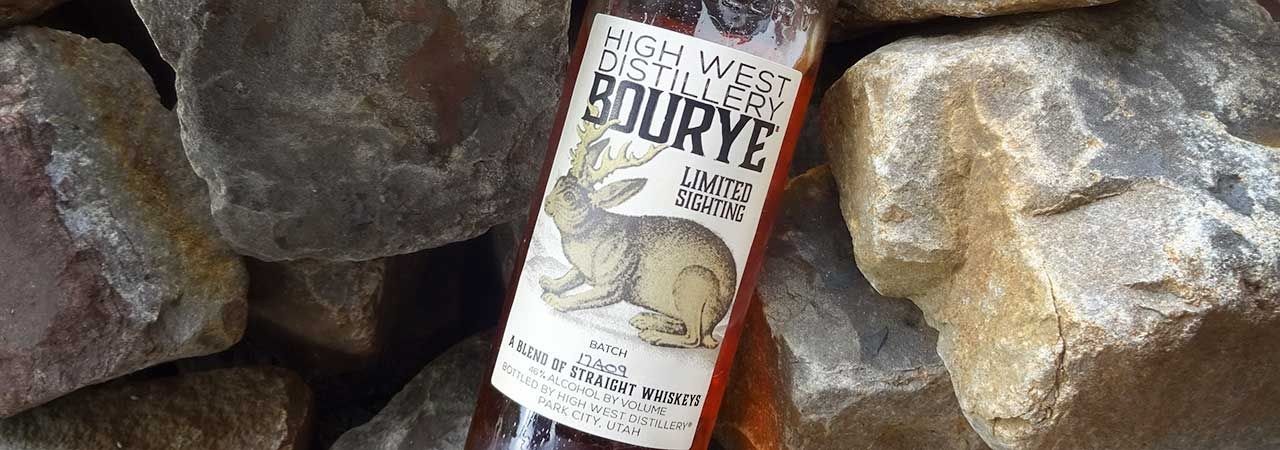 HIGH WEST
DISTILLERY
BOURYE®
LIMITED
SIGHTING
BATCH
17A09
A BLEND OF STRAIGHT WHISKEYS
46% ALCOHOL BY VOLUME
BOTTLED BY HIGH WEST DISTILLERY®
PARK CITY, UTAH